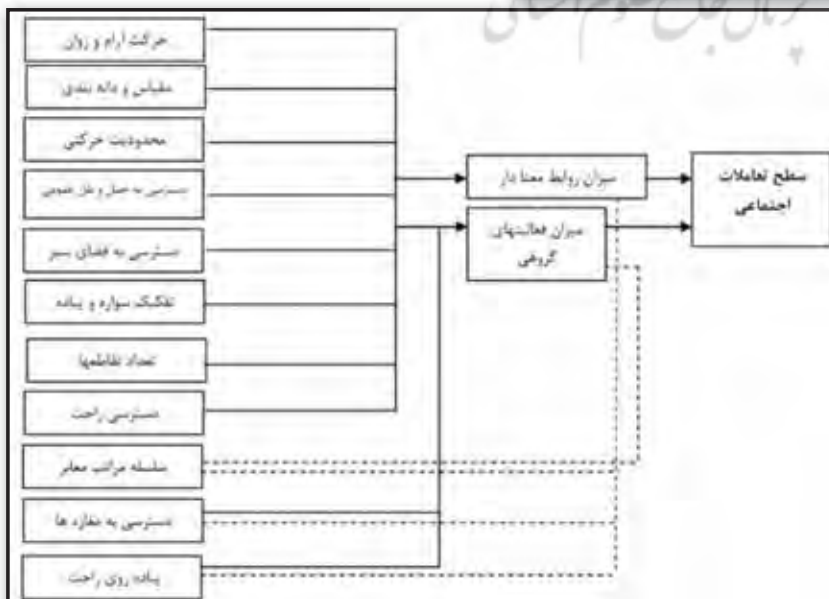 حرکت آرام و روان
مقیاس و دانه بندی
محدودیت حرکتی
دسترسی به حمل و نقل عمومی
دسترسی به فضای سبز
تفکیک سواره و پیاده
تعداد تقاطعها
دسترسی راحت
سلسله مراتب معابر
دسترسی به مغازه ها
پیاده روی راحت
میزان روابط معنا دار
میزان فعالیتهای
گروهی
سطح تعاملات
اجتماعی